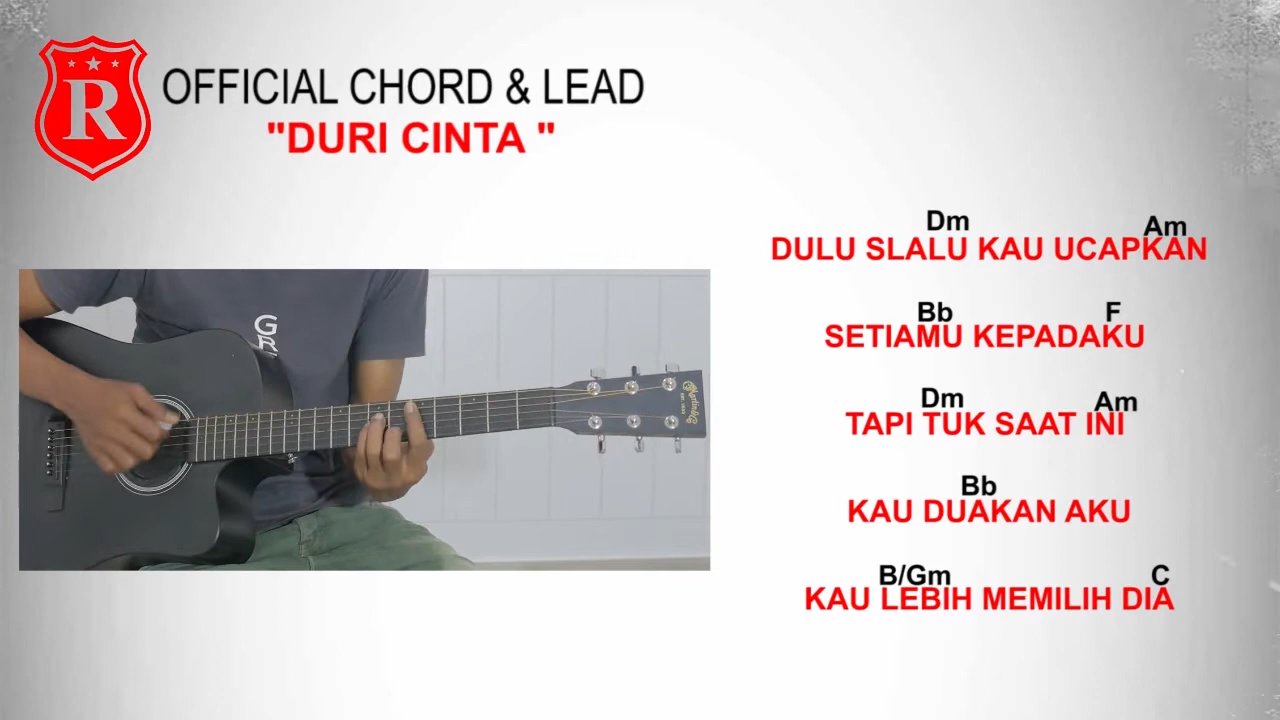 R
OFFICIAL CHORD & LEAD
"DURI CINTA "
Dm Am
DULU SLALU KAU UCAPKAN
Bb F
SETIAMU KEPADAKU
Dm Am
TAPI TUK SAAT INI
Bb
KAU DUAKAN AKU
B/Gm C
KAU LEBIH MEMILIH DIA
G